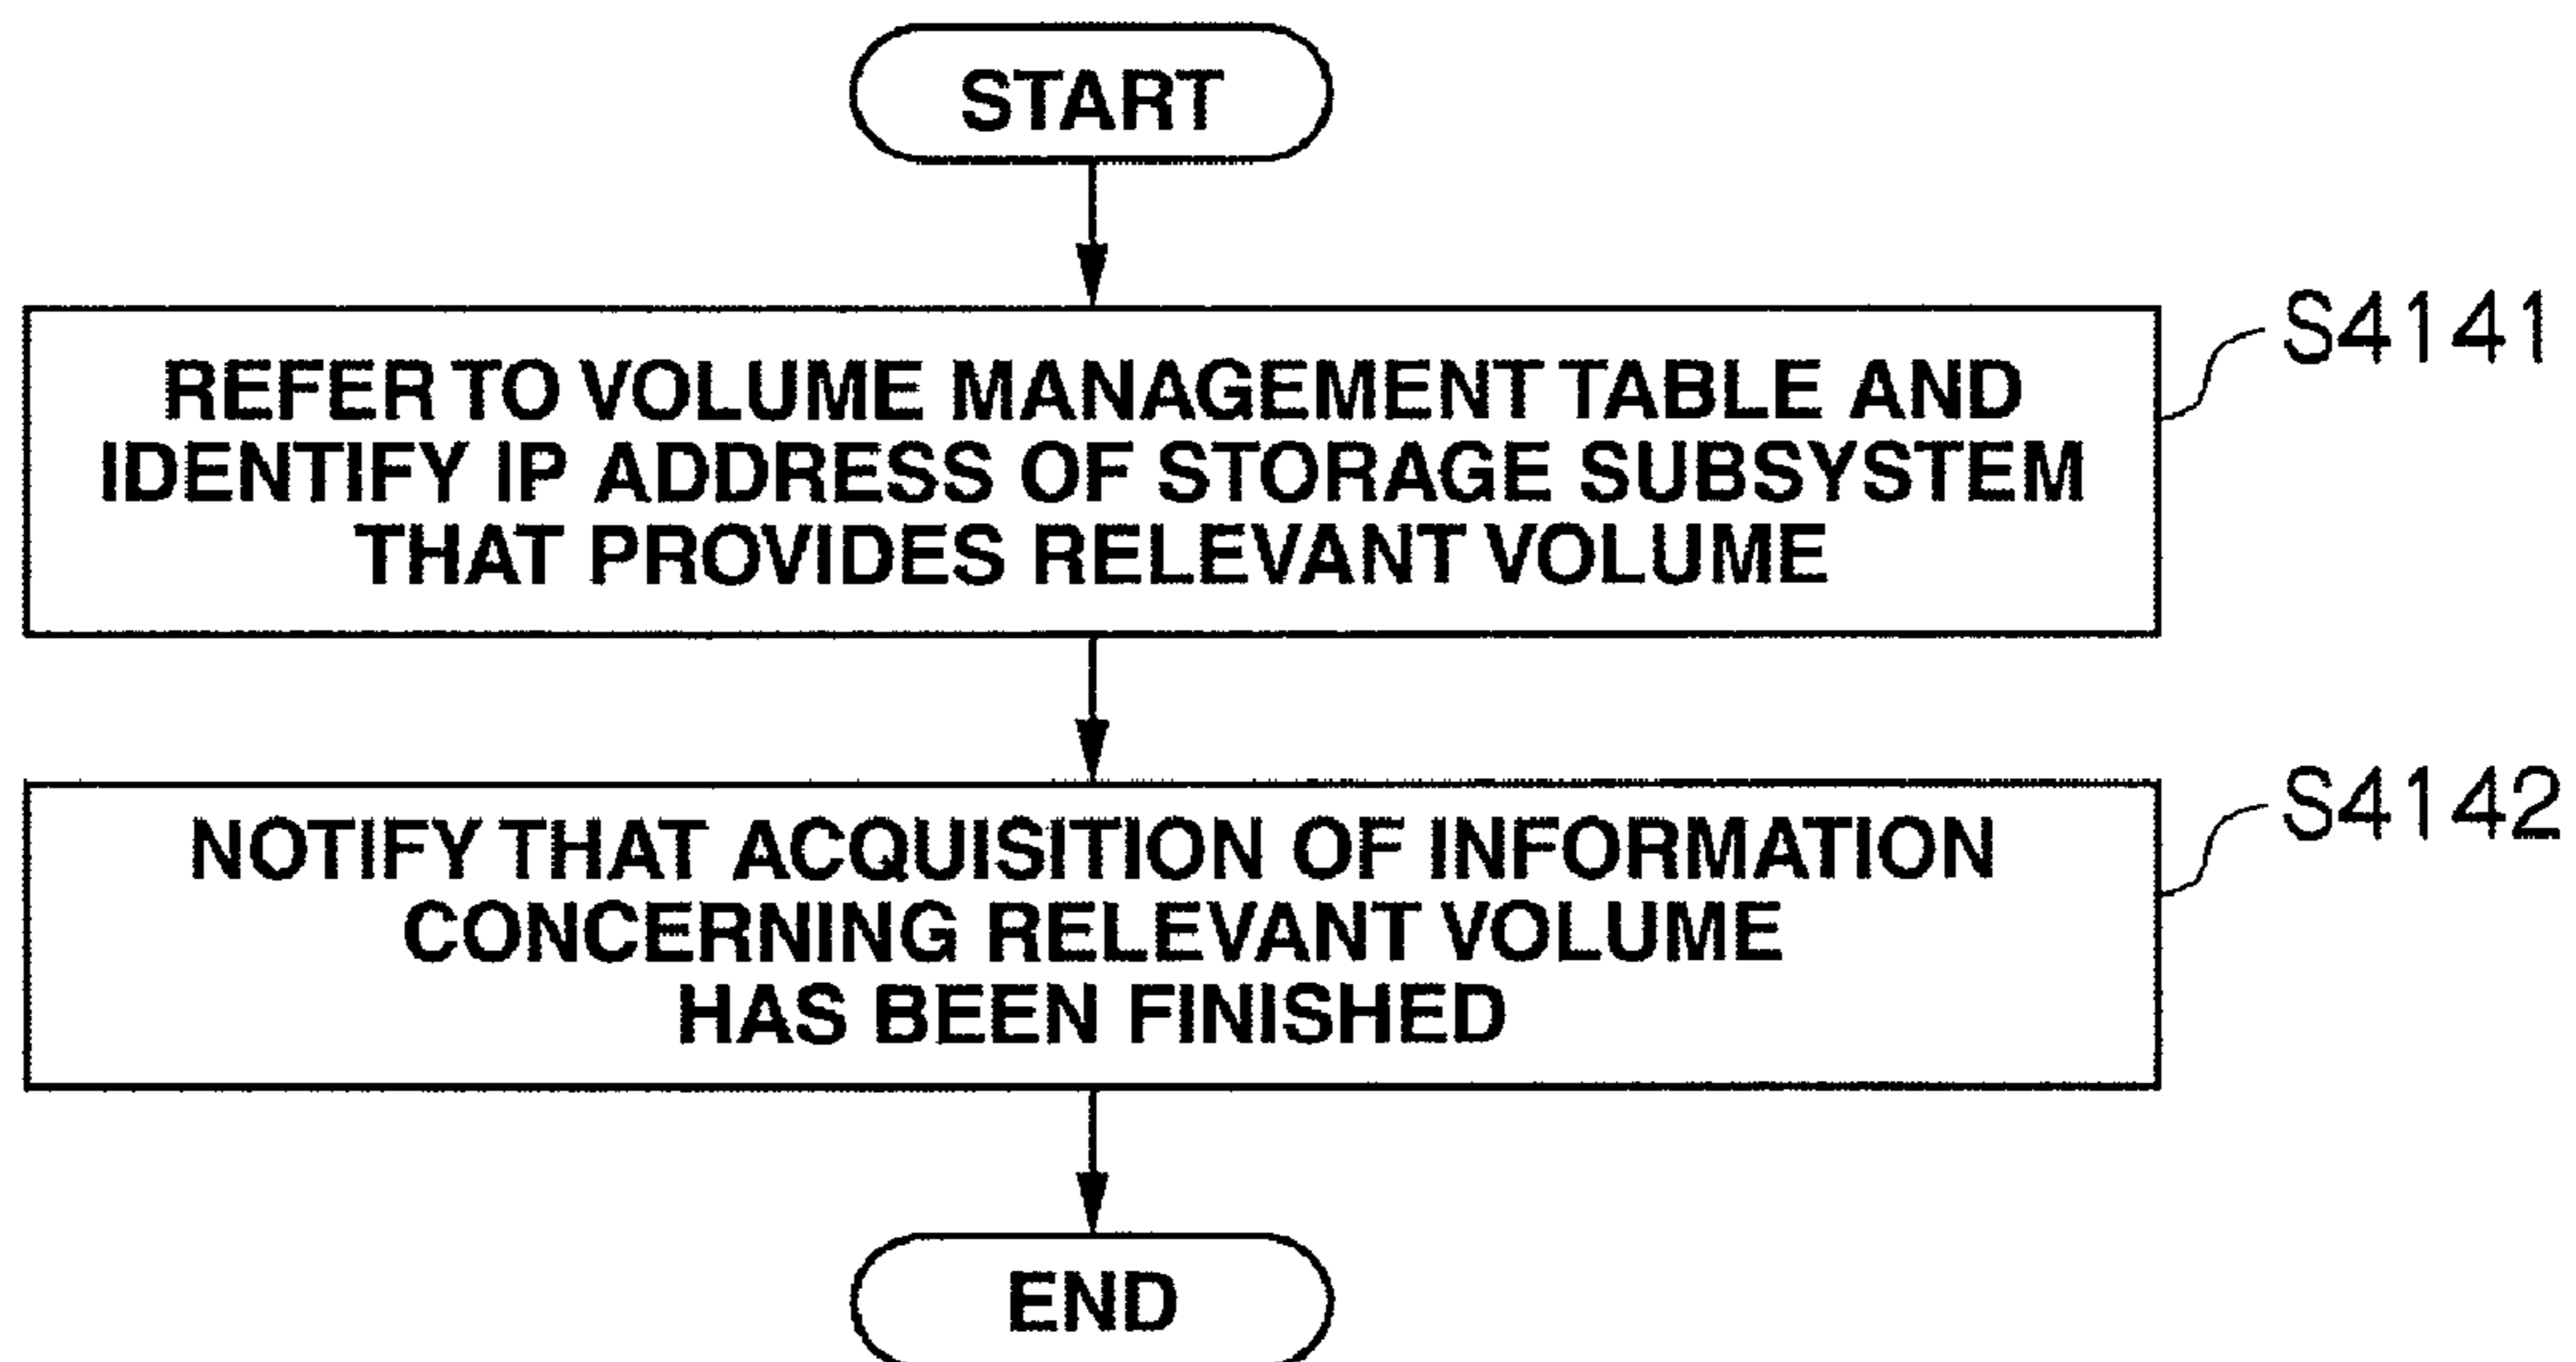 START
REFER TO VOLUME MANAGEMENT TABLE AND
IDENTIFY IP ADDRESS OF STORAGE SUBSYSTEM
THAT PROVIDES RELEVANT VOLUME
S4141
NOTIFY THAT ACQUISITION OF INFORMATION
CONCERNING RELEVANT VOLUME
HAS BEEN FINISHED
S4142
END